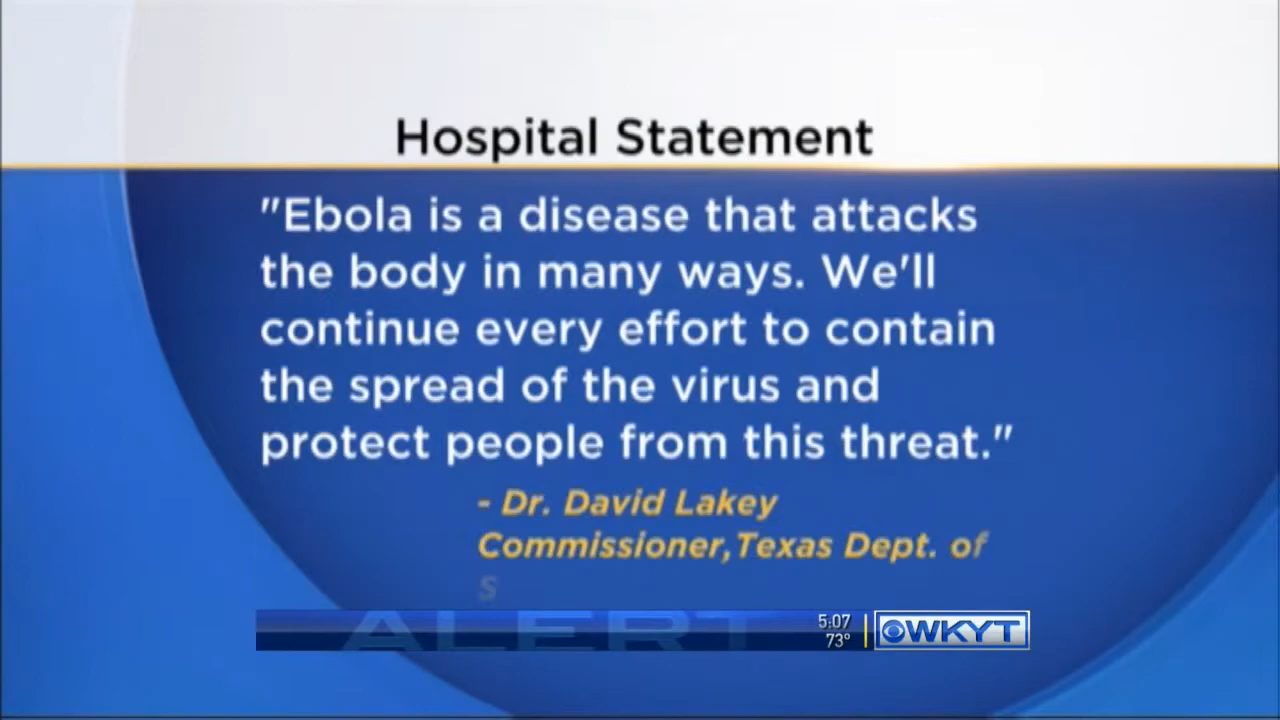 Hospital Statement
"Ebola is a disease that attacks
the body in many ways. We'll
continue every effort to contain
the spread of the virus and
protect people from this threat."
- Dr. David Lakey
Commissioner, Texas Dept. of
S
ALERT
5:07
73°
WKYT